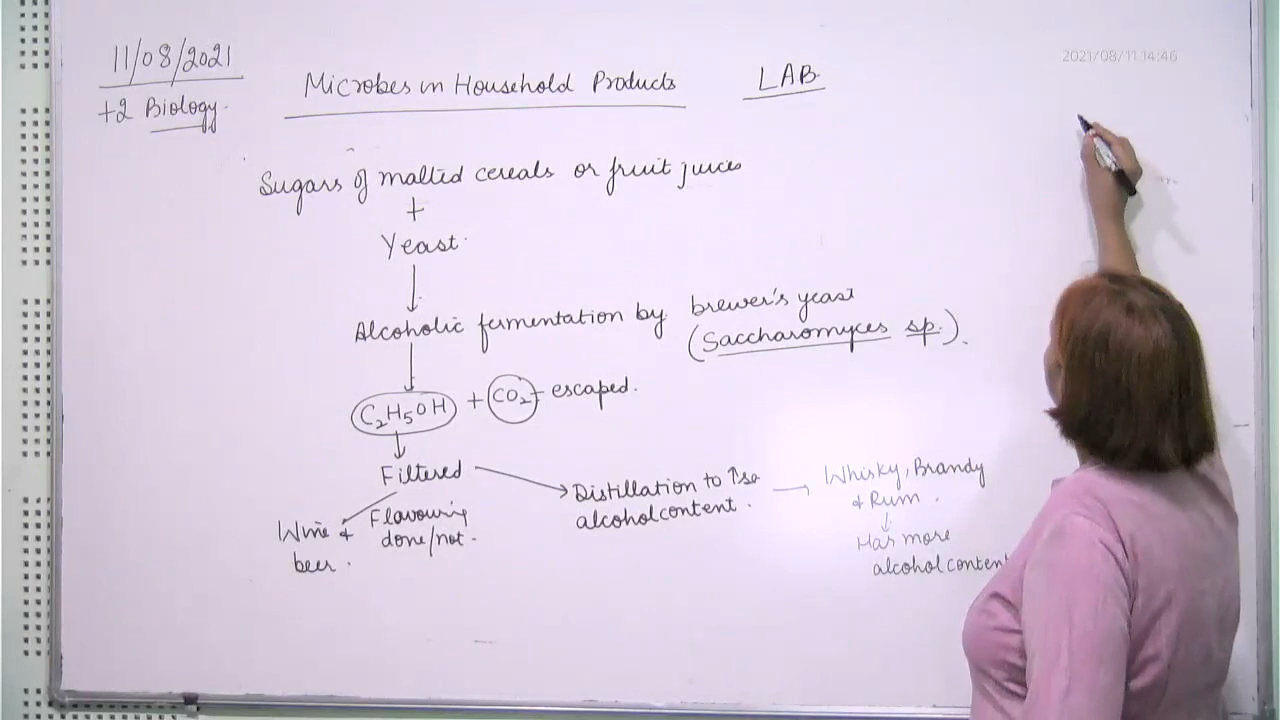 11/08/2021
+2 Biology.
Microbes in Household Products
LAB.
2021/08/11 14:46
Sugars of malted cereals or fruit juices
+
Yeast.
Alcoholic fermentation by brewer's yeast
(Saccharomyces sp.).
C₂H₅OH + CO₂ - escaped.
Filtered
Wine &
beer.
Flavouring
done/not.
Distillation to ↑se
alcohol content.
Whisky, Brandy
& Rum.
Has more
alcohol content